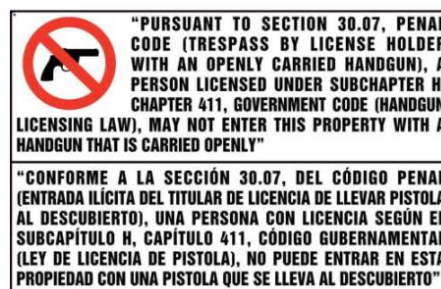 “PURSUANT TO SECTION 30.07, PENAL
CODE (TRESPASS BY LICENSE HOLDER
WITH AN OPENLY CARRIED HANDGUN), A
PERSON LICENSED UNDER SUBCHAPTER H,
CHAPTER 411, GOVERNMENT CODE (HANDGUN
LICENSING LAW), MAY NOT ENTER THIS PROPERTY WITH A
HANDGUN THAT IS CARRIED OPENLY”
“CONFORME A LA SECCIÓN 30.07, DEL CÓDIGO PENAL
(ENTRADA ILÍCITA DEL TITULAR DE LICENCIA DE LLEVAR PISTOLA
AL DESCUBIERTO), UNA PERSONA CON LICENCIA SEGÚN EL
SUBCAPÍTULO H, CAPÍTULO 411, CÓDIGO GUBERNAMENTAL
(LEY DE LICENCIA DE PISTOLA), NO PUEDE ENTRAR EN ESTA
PROPIEDAD CON UNA PISTOLA QUE SE LLEVA AL DESCUBIERTO”